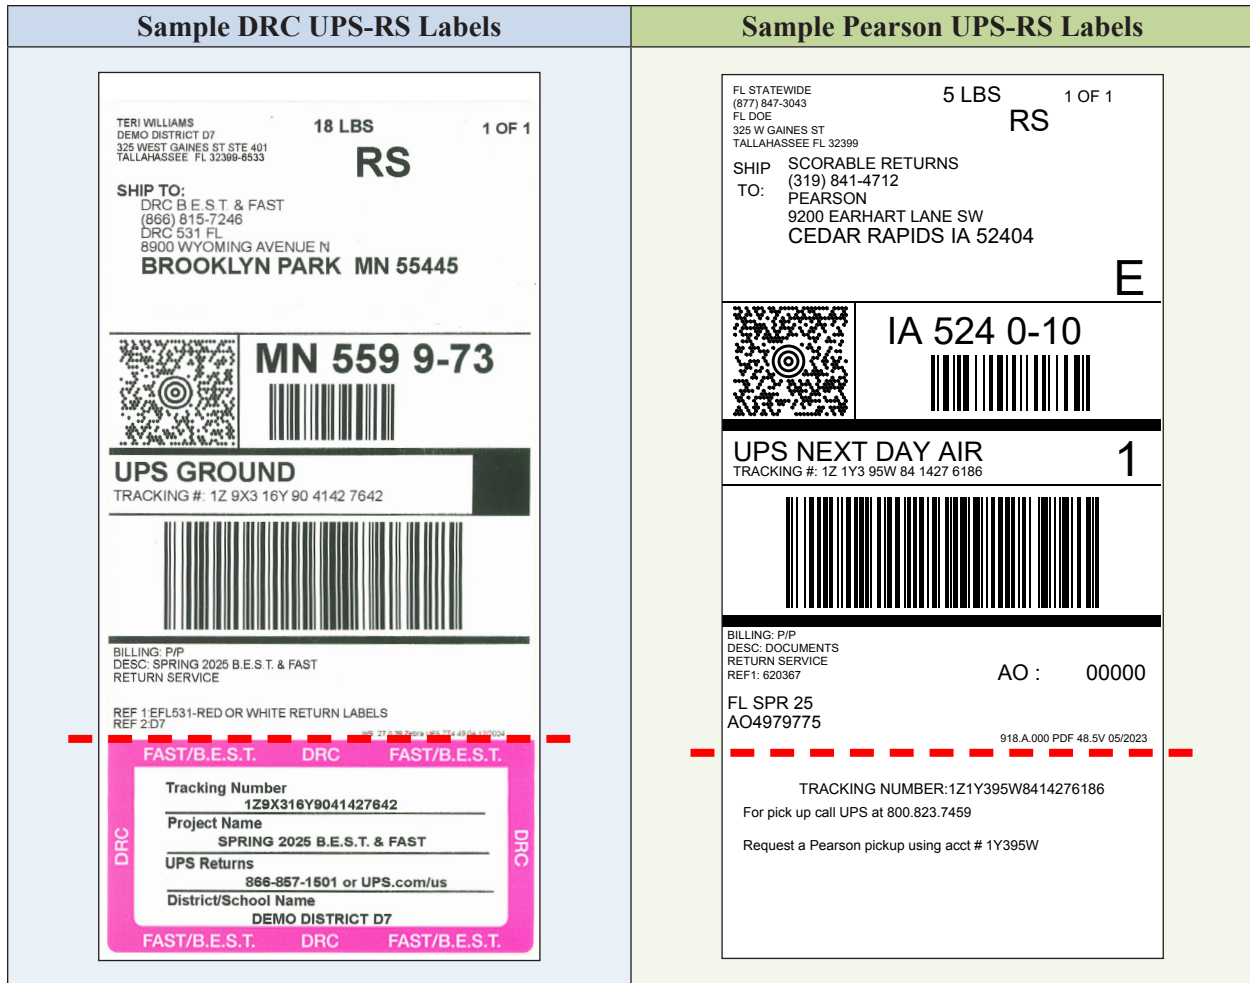 Sample DRC UPS-RS Labels
TERI WILLIAMS
DEMO DISTRICT D7
325 WEST GAINES ST STE 401
TALLAHASSEE FL 32399-6533
18 LBS
1 OF 1
RS
SHIP TO:
DRC B.E.S.T. & FAST
(866) 815-7246
DRC 531 FL
8900 WYOMING AVENUE N
BROOKLYN PARK MN 55445
MN 559 9-73
UPS GROUND
TRACKING #: 1Z 9X3 16Y 90 4142 7642
BILLING: P/P
DESC: SPRING 2025 B.E.S.T. & FAST
RETURN SERVICE
REF 1:EFL531-RED OR WHITE RETURN LABELS
REF 2:D7
FAST/B.E.S.T. DRC FAST/B.E.S.T.
DRC
Tracking Number
1Z9X316Y9041427642
Project Name
SPRING 2025 B.E.S.T. & FAST
UPS Returns
866-857-1501 or UPS.com/us
District/School Name
DEMO DISTRICT D7
DRC
FAST/B.E.S.T. DRC FAST/B.E.S.T.
Sample Pearson UPS-RS Labels
FL STATEWIDE
(877) 847-3043
FL DOE
325 W GAINES ST
TALLAHASSEE FL 32399
5 LBS
1 OF 1
RS
SHIP TO:
SCORABLE RETURNS
(319) 841-4712
PEARSON
9200 EARHART LANE SW
CEDAR RAPIDS IA 52404
E
IA 524 0-10
UPS NEXT DAY AIR
TRACKING #: 1Z 1Y3 95W 84 1427 6186
1
BILLING: P/P
DESC: DOCUMENTS
RETURN SERVICE
REF1: 620367
AO : 00000
FL SPR 25
AO4979775
918.A.000 PDF 48.5V 05/2023
TRACKING NUMBER:1Z1Y395W8414276186
For pick up call UPS at 800.823.7459
Request a Pearson pickup using acct # 1Y395W